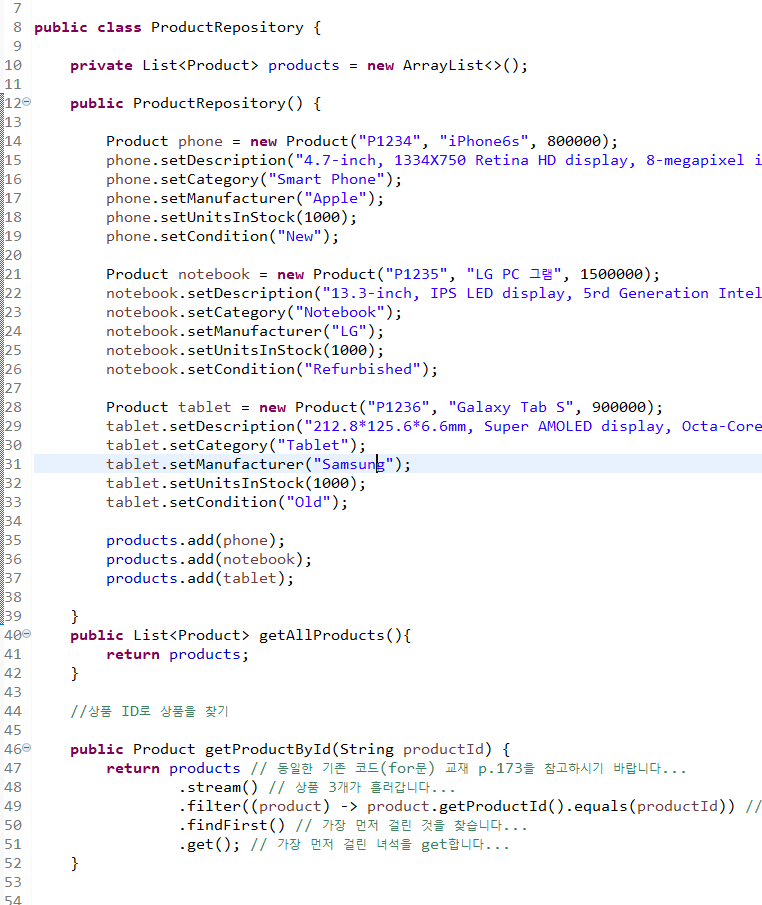 7
8 public class ProductRepository {
9
10 private List<Product> products = new ArrayList<>();
11
12 public ProductRepository() {
13
14 Product phone = new Product("P1234", "iPhone6s", 800000);
15 phone.setDescription("4.7-inch, 1334X750 Retina HD display, 8-megapixel i
16 phone.setCategory("Smart Phone");
17 phone.setManufacturer("Apple");
18 phone.setUnitsInStock(1000);
19 phone.setCondition("New");
20
21 Product notebook = new Product("P1235", "LG PC 그램", 1500000);
22 notebook.setDescription("13.3-inch, IPS LED display, 5rd Generation Intel
23 notebook.setCategory("Notebook");
24 notebook.setManufacturer("LG");
25 notebook.setUnitsInStock(1000);
26 notebook.setCondition("Refurbished");
27
28 Product tablet = new Product("P1236", "Galaxy Tab S", 900000);
29 tablet.setDescription("212.8*125.6*6.6mm, Super AMOLED display, Octa-Core
30 tablet.setCategory("Tablet");
31 tablet.setManufacturer("Samsung");
32 tablet.setUnitsInStock(1000);
33 tablet.setCondition("Old");
34
35 products.add(phone);
36 products.add(notebook);
37 products.add(tablet);
38
39 }
40 public List<Product> getAllProducts(){
41 return products;
42 }
43
44 //상품 ID로 상품을 찾기
45
46 public Product getProductById(String productId) {
47 return products // 동일한 기존 코드(for문) 교재 p.173을 참고하시기 바랍니다...
48 .stream() // 상품 3개가 흘러갑니다...
49 .filter((product) -> product.getProductId().equals(productId)) //
50 .findFirst() // 가장 먼저 걸린 것을 찾습니다...
51 .get(); // 가장 먼저 걸린 녀석을 get합니다...
52 }
53
54